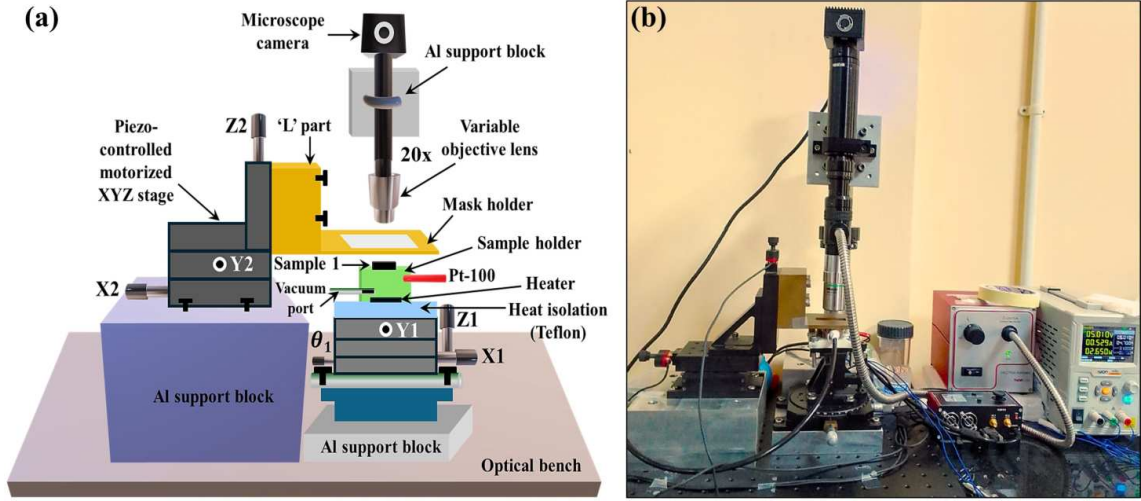 (a)
Microscope
camera
Al support block
Z2
'L' part
Piezo-
controlled
motorized
XYZ stage
20x
Variable
objective lens
Mask holder
Sample holder
Sample 1
Pt-100
Y2
X2
Vacuum
port
Heater
Heat isolation
(Teflon)
Z1
Y1
θ1
X1
Al support block
Al support block
Optical bench
(b)
05.010V
00.529A
02.650W